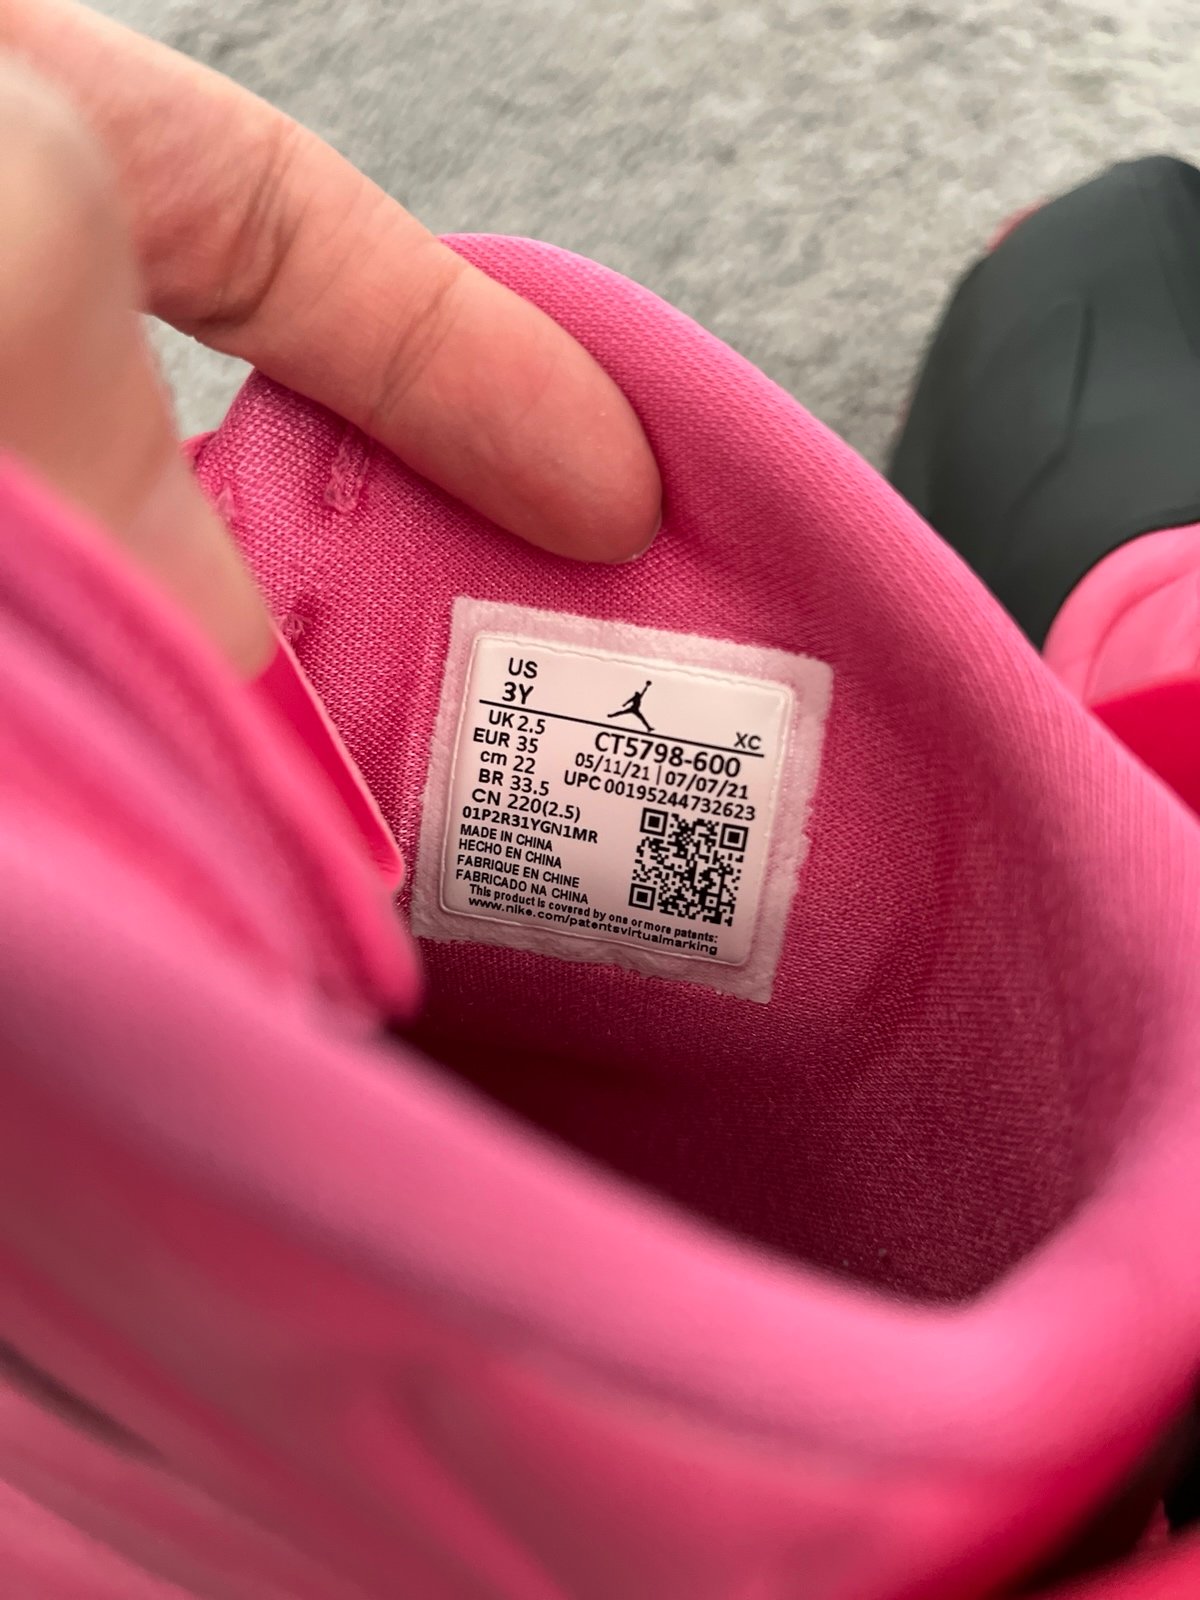 US
3Y
XC
UK 2.5
EUR 35
cm 22
BR 33.5
CN 220(2.5)
CT5798-600
05/11/21 | 07/07/21
UPC 00195244732623
01P2R31YGN1MR
MADE IN CHINA
HECHO EN CHINA
FABRIQUE EN CHINE
FABRICADO NA CHINA
This product is covered by one or more patents:
www.nike.com/patentsvirtualmarking